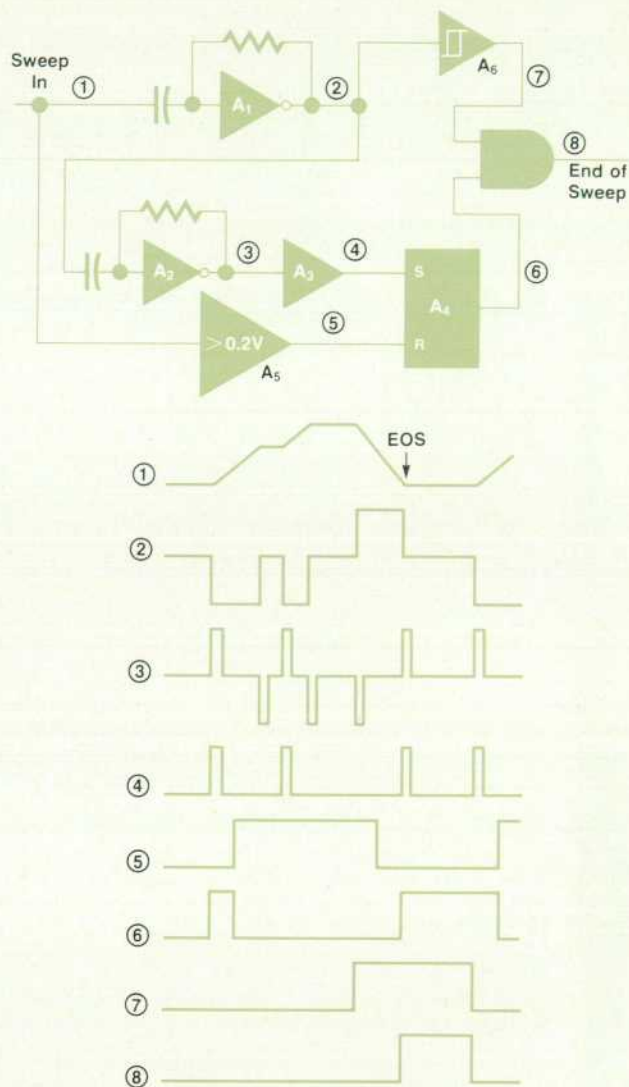 Sweep
In
①
A₁
②
A₆
⑦
⑧
End of
Sweep
A₂
③
A₃
④
S
A₄
R
⑥
>0.2V
A₅
⑤
EOS
①
②
③
④
⑤
⑥
⑦
⑧